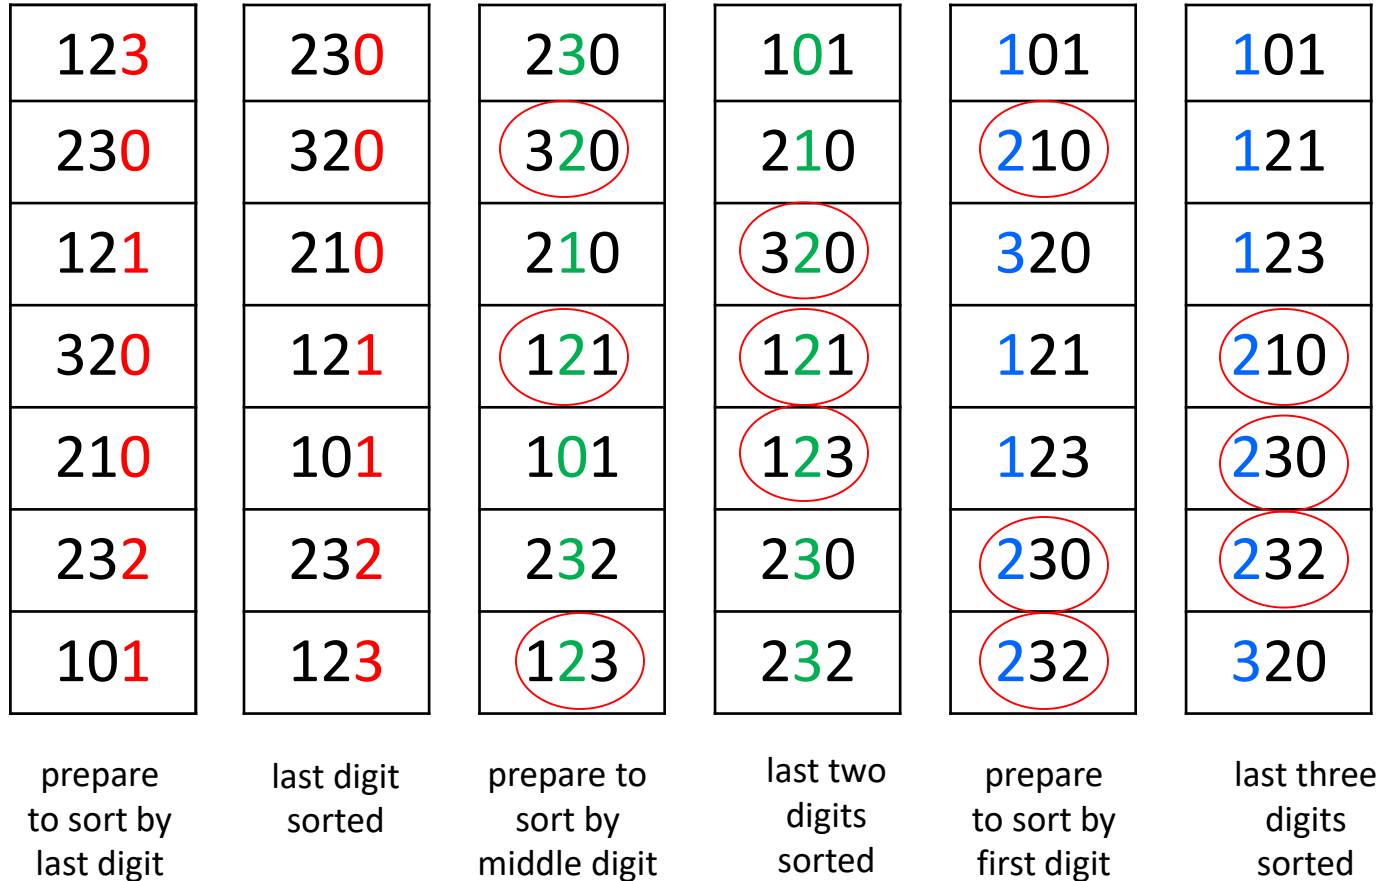 123 230 230 101 101 101
230 320 320 210 210 121
121 210 210 320 320 123
320 121 121 121 121 210
210 101 101 123 123 230
232 232 232 230 230 232
101 123 123 232 232 320
prepare
to sort by
last digit
last digit
sorted
prepare to
sort by
middle digit
last two
digits
sorted
prepare
to sort by
first digit
last three
digits
sorted